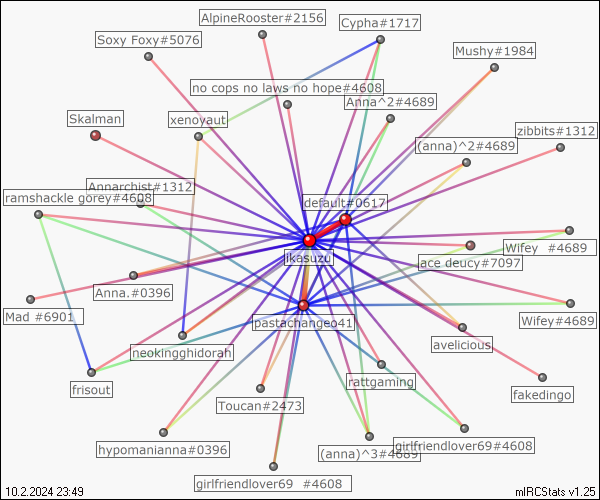 AlpineRooster#2156
Cypha#1717
Soxy Foxy#5076
Mushy#1984
no cops no laws no hope#4608
Anna^2#4689
Skalman
xenoyaut
zibbits#1312
(anna)^2#4689
Annarchist#1312
ramshackle gorey#4608
default#0617
ikasuzu
Wifey #4689
ace deucy#7097
Anna.#0396
Mad #6901
pastachangeo41
Wifey#4689
neokingghidorah
avelicious
rattgaming
frisout
fakedingo
Toucan#2473
hypomanianna#0396
(anna)^3#4689
girlfriendlover69#4608
girlfriendlover69 #4608
10.2.2024 23:49
mIRCStats v1.25